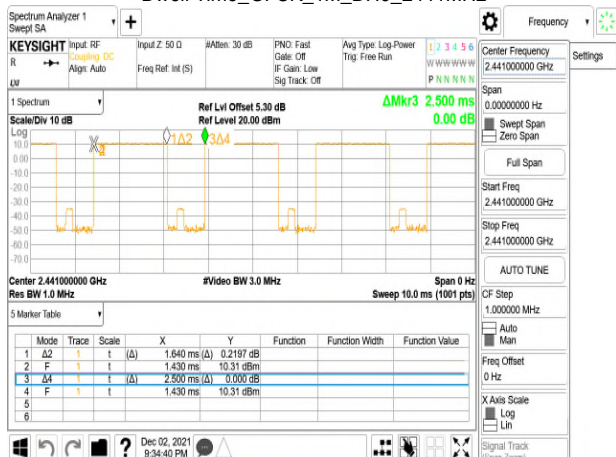 Spectrum Analyzer 1
Swept SA
Frequency
KEYSIGHT
R
Input: RF
Coupling: DC
Align: Auto
Input Z: 50 Ω
Freq Ref: Int (S)
#Atten: 30 dB
PNO: Fast
Gate: Off
IF Gain: Low
Sig Track: Off
Avg Type: Log-Power
Trig: Free Run
1 2 3 4 5 6
W W W W W W
P N N N N N
Center Frequency
2.441000000 GHz
Settings
Span
0.00000000 Hz
Swept Span
Zero Span
Full Span
Start Freq
2.441000000 GHz
Stop Freq
2.441000000 GHz
AUTO TUNE
CF Step
1.000000 MHz
Auto
Man
Freq Offset
0 Hz
X Axis Scale
Log
Lin
Signal Track
1 Spectrum
Scale/Div 10 dB
Ref Lvl Offset 5.30 dB
Ref Level 20.00 dBm
ΔMkr3 2.500 ms
0.00 dB
Log
10.0
0.00
-10.0
-20.0
-30.0
-40.0
-50.0
-60.0
-70.0
1Δ2
3Δ4
Center 2.441000000 GHz
Res BW 1.0 MHz
#Video BW 3.0 MHz
Span 0 Hz
Sweep 10.0 ms (1001 pts)
5 Marker Table
Mode Trace Scale X Y Function Function Width Function Value
1 Δ2 1 t (Δ) 1.640 ms (Δ) 0.2197 dB
2 F 1 t 1.430 ms 10.31 dBm
3 Δ4 1 t (Δ) 2.500 ms (Δ) 0.000 dB
4 F 1 t 1.430 ms 10.31 dBm
5
6
?
Dec 02, 2021
9:34:40 PM